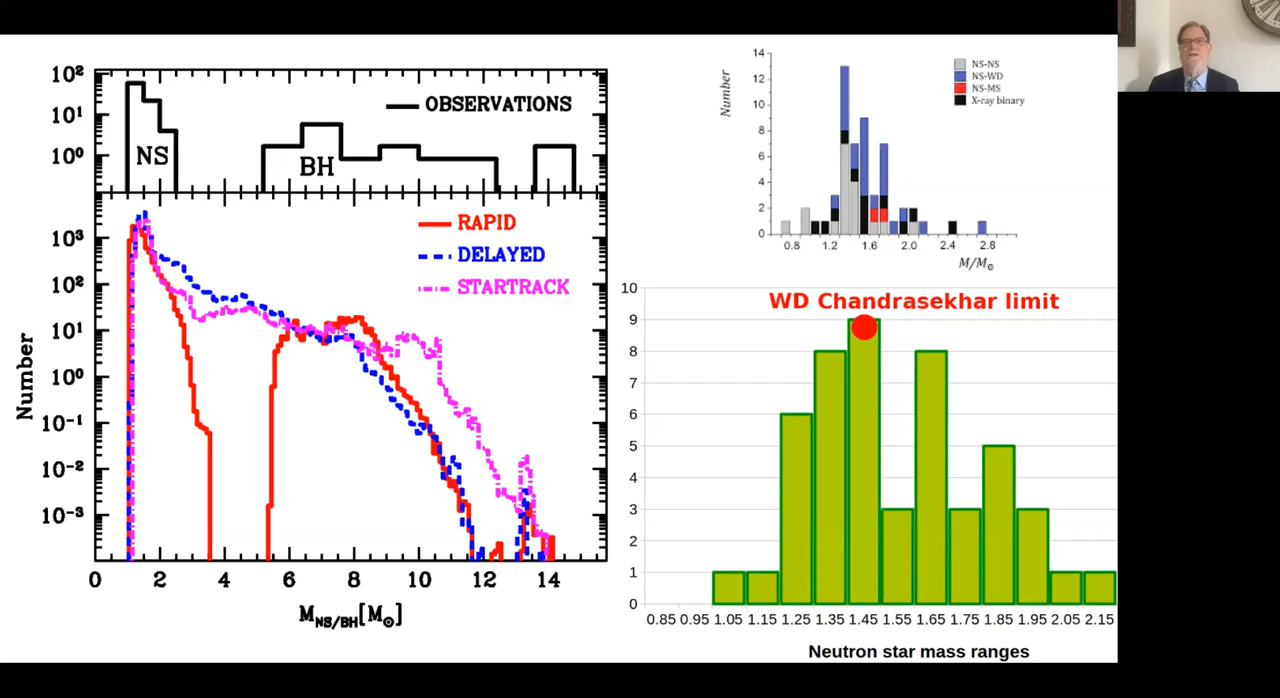 10²
10¹
10⁰
OBSERVATIONS
NS
BH
10³
10²
10¹
10⁰
10⁻¹
10⁻²
10⁻³
RAPID
DELAYED
STARTRACK
Number
0 2 4 6 8 10 12 14
M_NS/BH[M☉]
Number
14
12
10
8
6
4
2
0
NS-NS
NS-WD
NS-MS
X-ray binary
0.8 1.2 1.6 2.0 2.4 2.8
M/M☉
WD Chandrasekhar limit
10
9
8
7
6
5
4
3
2
1
0
0.85 0.95 1.05 1.15 1.25 1.35 1.45 1.55 1.65 1.75 1.85 1.95 2.05 2.15
Neutron star mass ranges